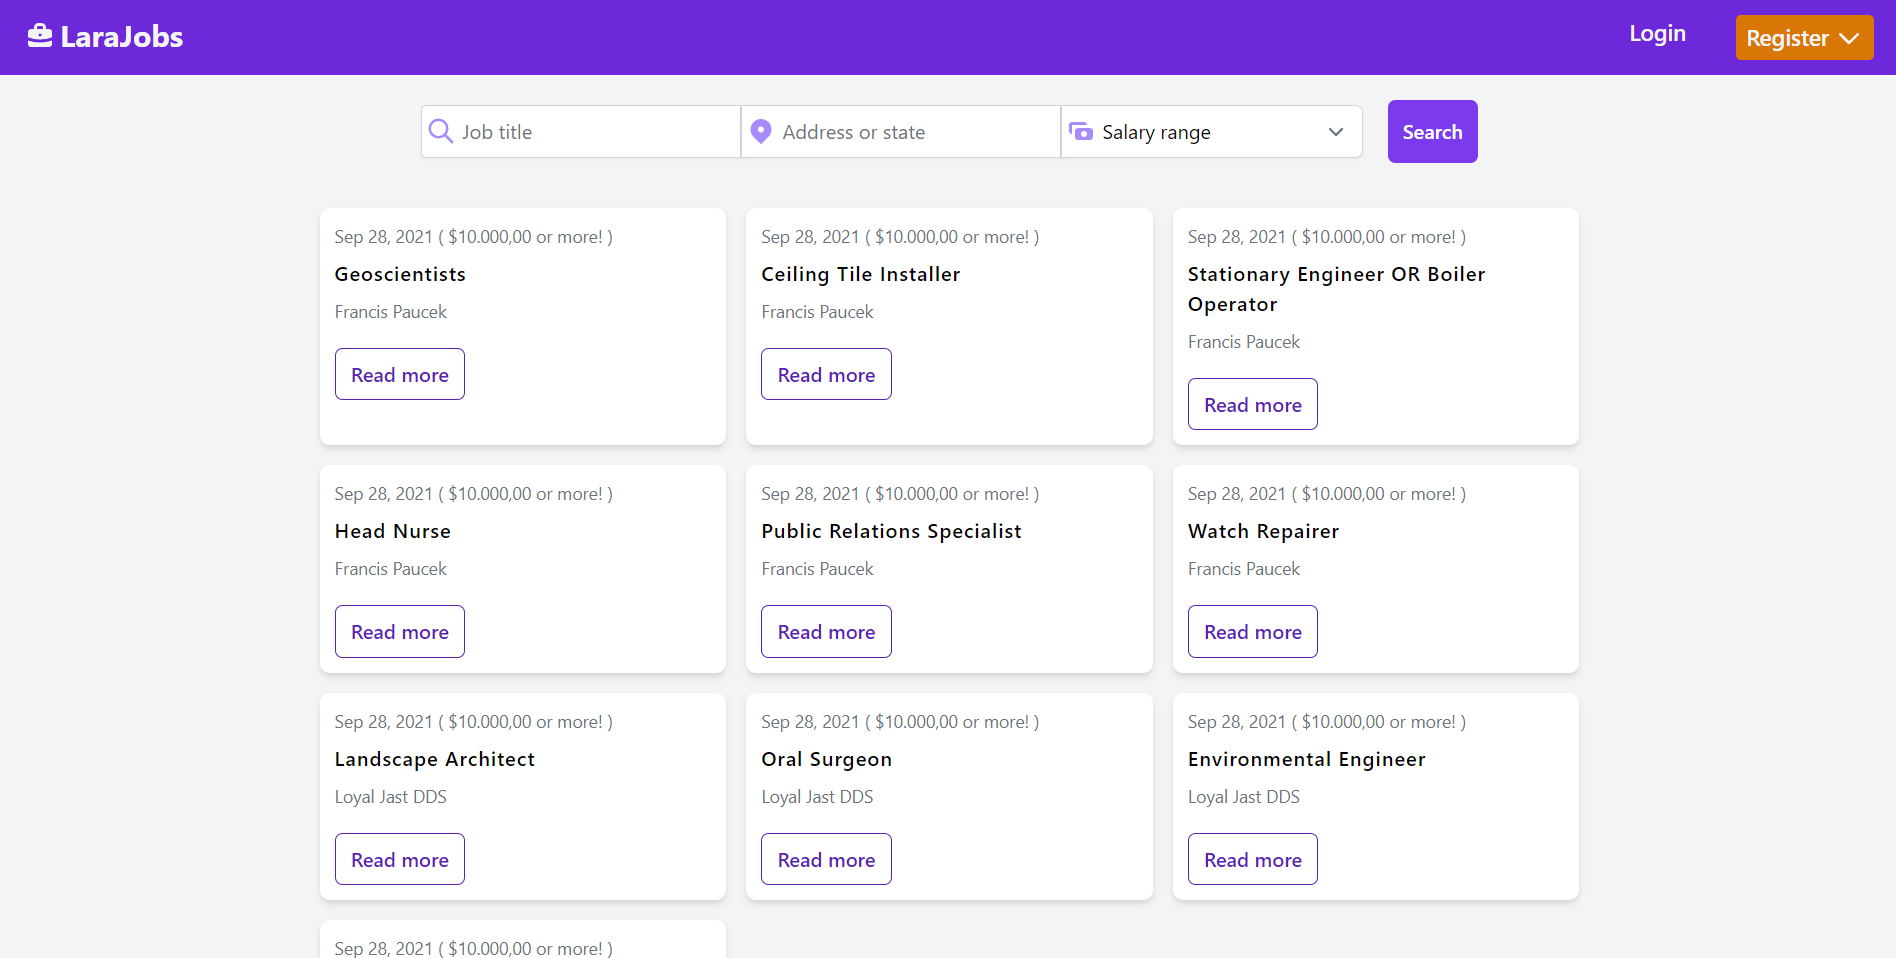 LaraJobs
Login
Register
Job title
Address or state
Salary range
Search
Sep 28, 2021 ( $10.000,00 or more! )
Geoscientists
Francis Paucek
Read more
Sep 28, 2021 ( $10.000,00 or more! )
Ceiling Tile Installer
Francis Paucek
Read more
Sep 28, 2021 ( $10.000,00 or more! )
Stationary Engineer OR Boiler
Operator
Francis Paucek
Read more
Sep 28, 2021 ( $10.000,00 or more! )
Head Nurse
Francis Paucek
Read more
Sep 28, 2021 ( $10.000,00 or more! )
Public Relations Specialist
Francis Paucek
Read more
Sep 28, 2021 ( $10.000,00 or more! )
Watch Repairer
Francis Paucek
Read more
Sep 28, 2021 ( $10.000,00 or more! )
Landscape Architect
Loyal Jast DDS
Read more
Sep 28, 2021 ( $10.000,00 or more! )
Oral Surgeon
Loyal Jast DDS
Read more
Sep 28, 2021 ( $10.000,00 or more! )
Environmental Engineer
Loyal Jast DDS
Read more
Sep 28, 2021 ( $10.000,00 or more! )